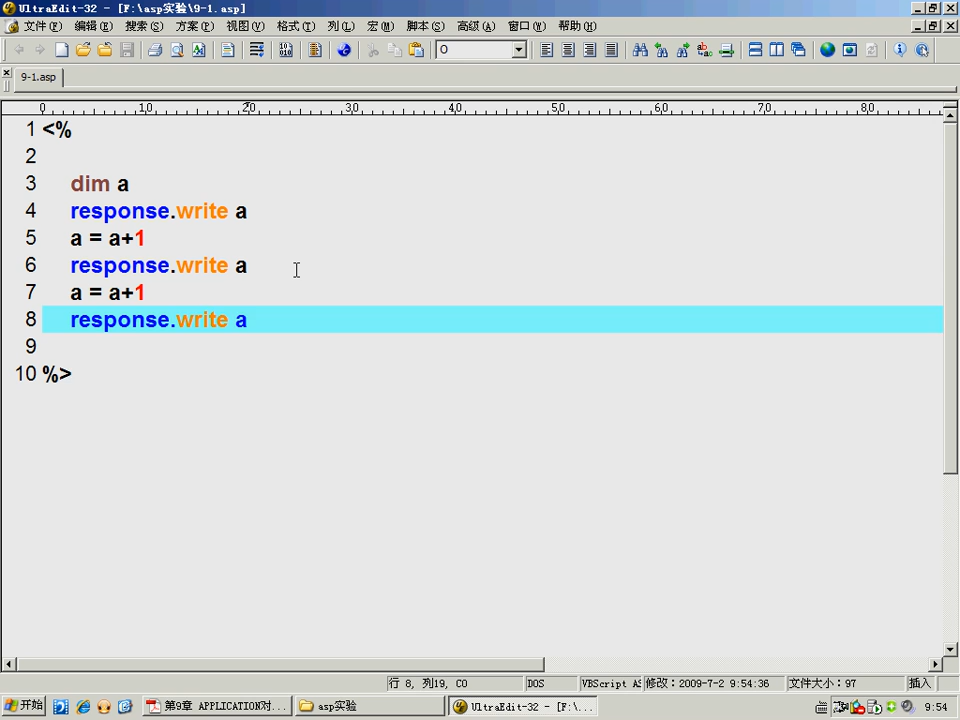 UltraEdit-32 - [F:\asp实验\9-1.asp]
文件(F) 编辑(E) 搜索(S) 方案(P) 视图(V) 格式(T) 列(L) 宏(M) 脚本(S) 高级(A) 窗口(W) 帮助(H)
9-1.asp
0 10 20 30 40 50 60 70 80
1 <%
2
3 dim a
4 response.write a
5 a = a+1
6 response.write a
7 a = a+1
8 response.write a
9
10 %>
行 8, 列19, C0 DOS VBScript AS 修改：2009-7-2 9:54:36 文件大小：97 插入
开始 第9章 APPLICATION对... asp实验 UltraEdit-32 - [F:\... 9:54